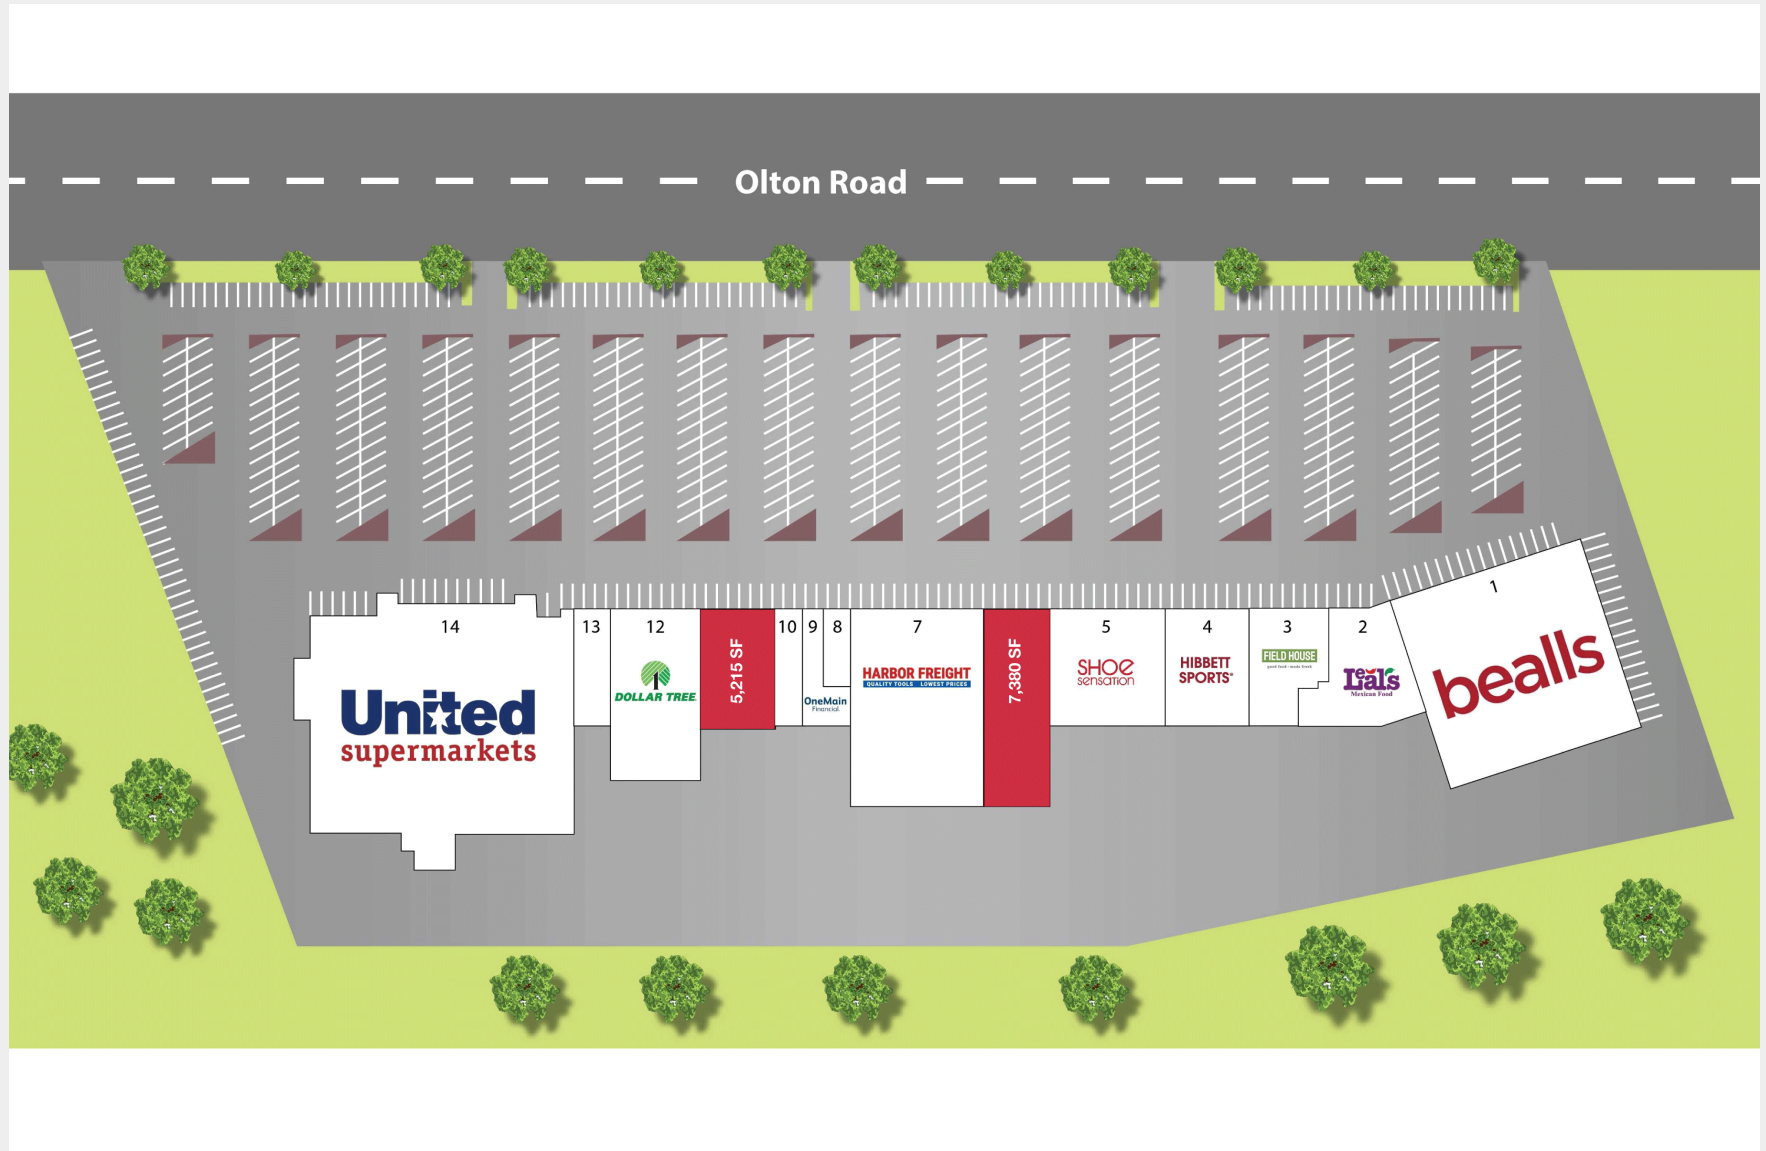 Olton Road
14
United
supermarkets
13
12
DOLLAR TREE
5,215 SF
10
9
OneMain
Financial
8
7
HARBOR FREIGHT
QUALITY TOOLS LOWEST PRICES
7,380 SF
5
SHOE
sensation
4
HIBBETT
SPORTS
3
FIELD HOUSE
2
Leal's
Mexican Food
1
bealls